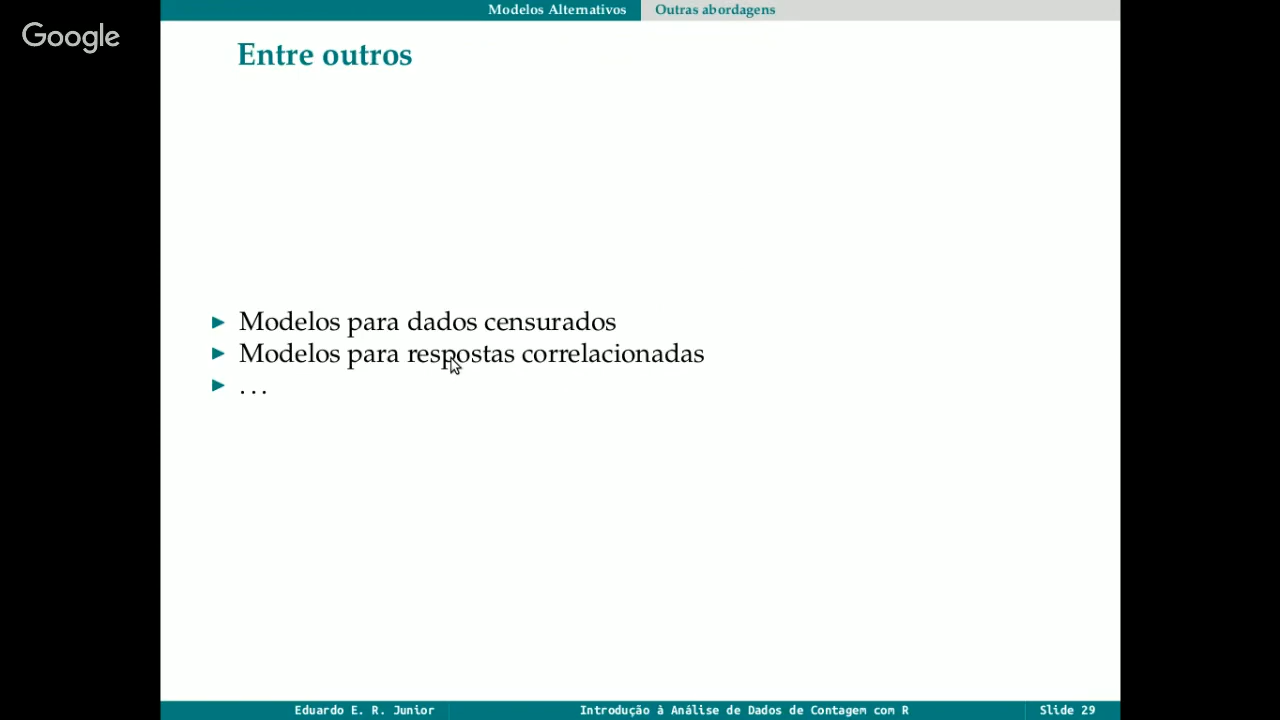 Modelos Alternativos Outras abordagens
Google
Entre outros
Modelos para dados censurados
Modelos para respostas correlacionadas
. . .
Eduardo E. R. Junior Introdução à Análise de Dados de Contagem com R Slide 29